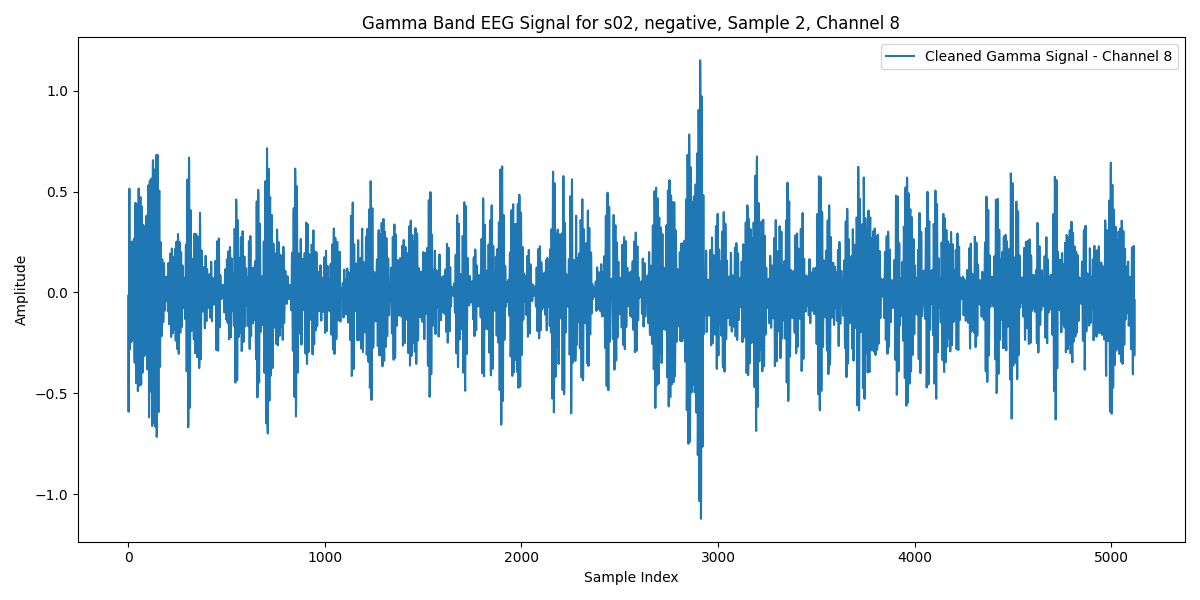 Gamma Band EEG Signal for s02, negative, Sample 2, Channel 8
Cleaned Gamma Signal - Channel 8
1.0
0.5
0.0
−0.5
−1.0
Amplitude
0 1000 2000 3000 4000 5000
Sample Index